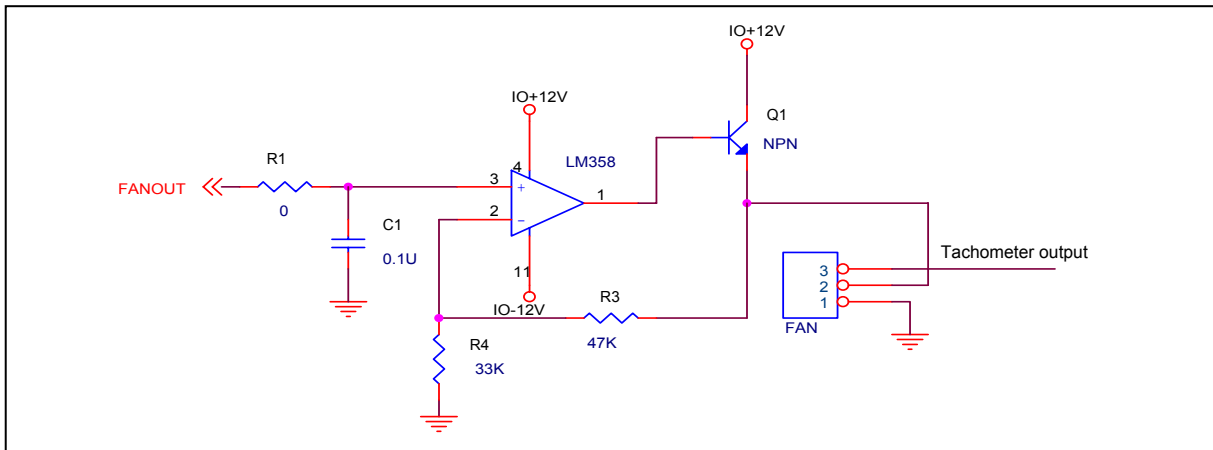 IO+12V
Q1
NPN
IO+12V
LM358
4
3
+
1
2
−
11
IO-12V
R1
FANOUT
0
C1
0.1U
R3
47K
R4
33K
Tachometer output
3
2
1
FAN